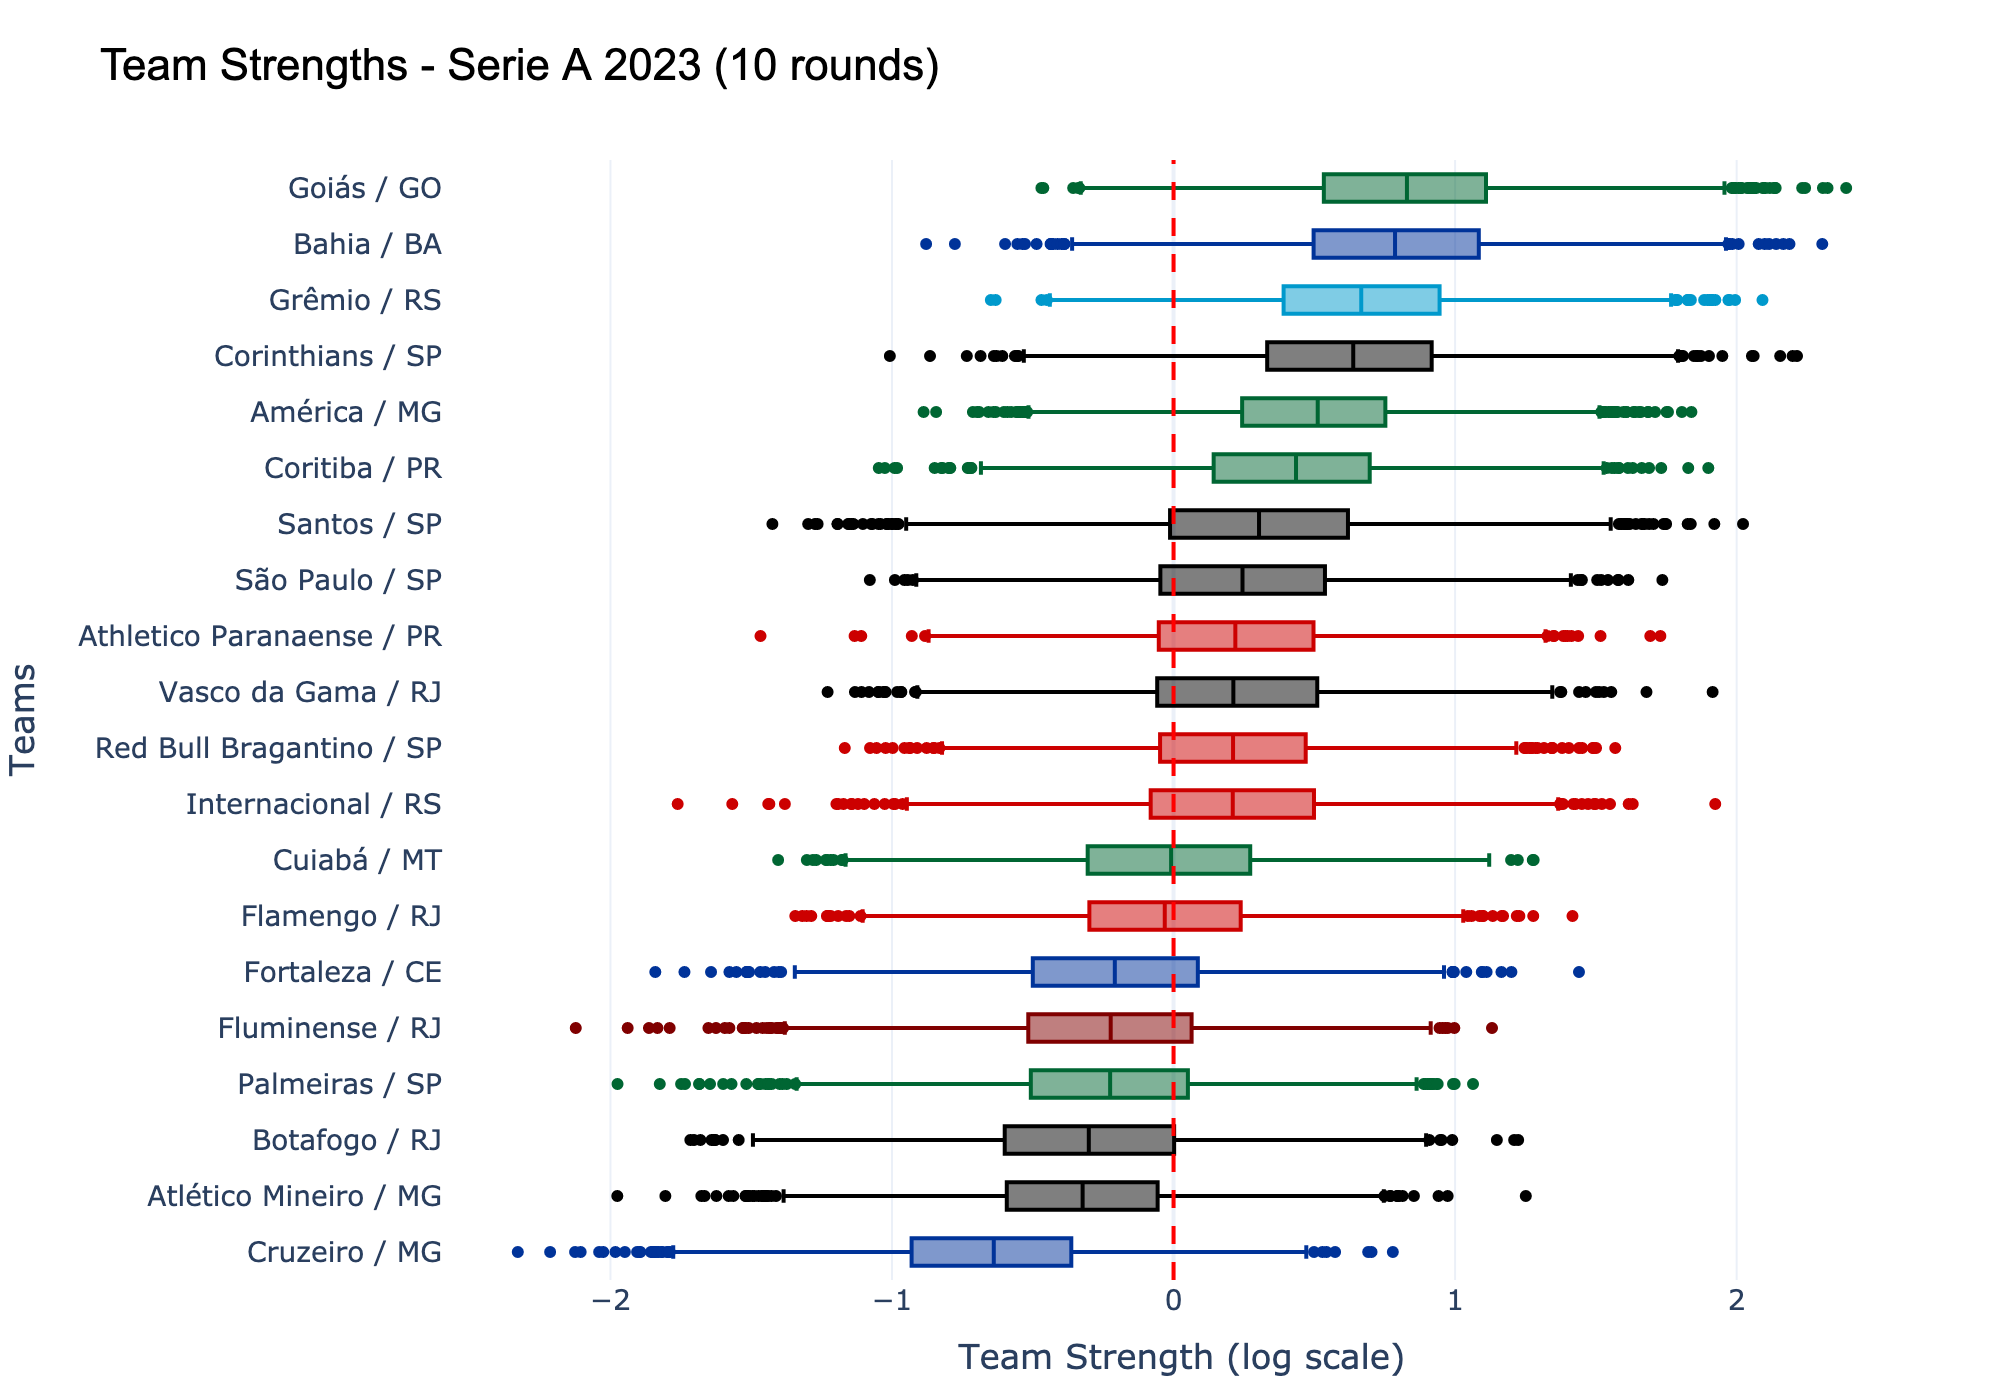 Team Strengths - Serie A 2023 (10 rounds)
Goiás / GO
Bahia / BA
Grêmio / RS
Corinthians / SP
América / MG
Coritiba / PR
Santos / SP
São Paulo / SP
Athletico Paranaense / PR
Vasco da Gama / RJ
Red Bull Bragantino / SP
Internacional / RS
Cuiabá / MT
Flamengo / RJ
Fortaleza / CE
Fluminense / RJ
Palmeiras / SP
Botafogo / RJ
Atlético Mineiro / MG
Cruzeiro / MG
Teams
−2 −1 0 1 2
Team Strength (log scale)